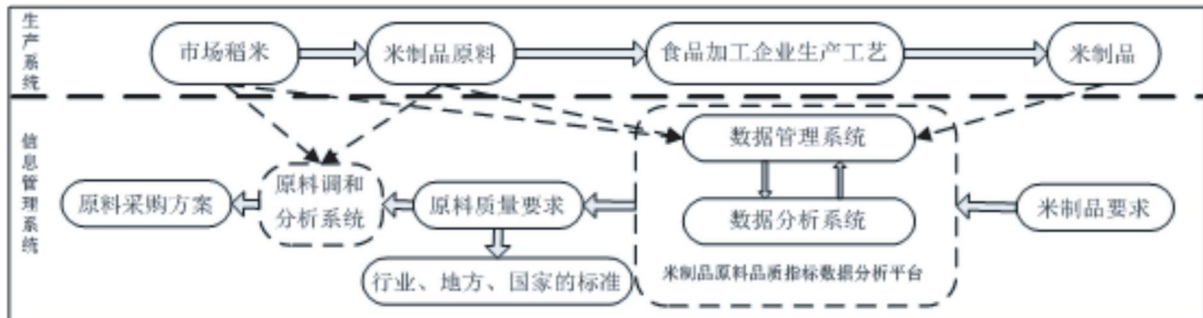 生产系统
市场稻米
米制品原料
食品加工企业生产工艺
米制品
信息管理系统
数据管理系统
原料采购方案
原料调和
分析系统
原料质量要求
数据分析系统
米制品要求
行业、地方、国家的标准
米制品原料品质指标数据分析平台